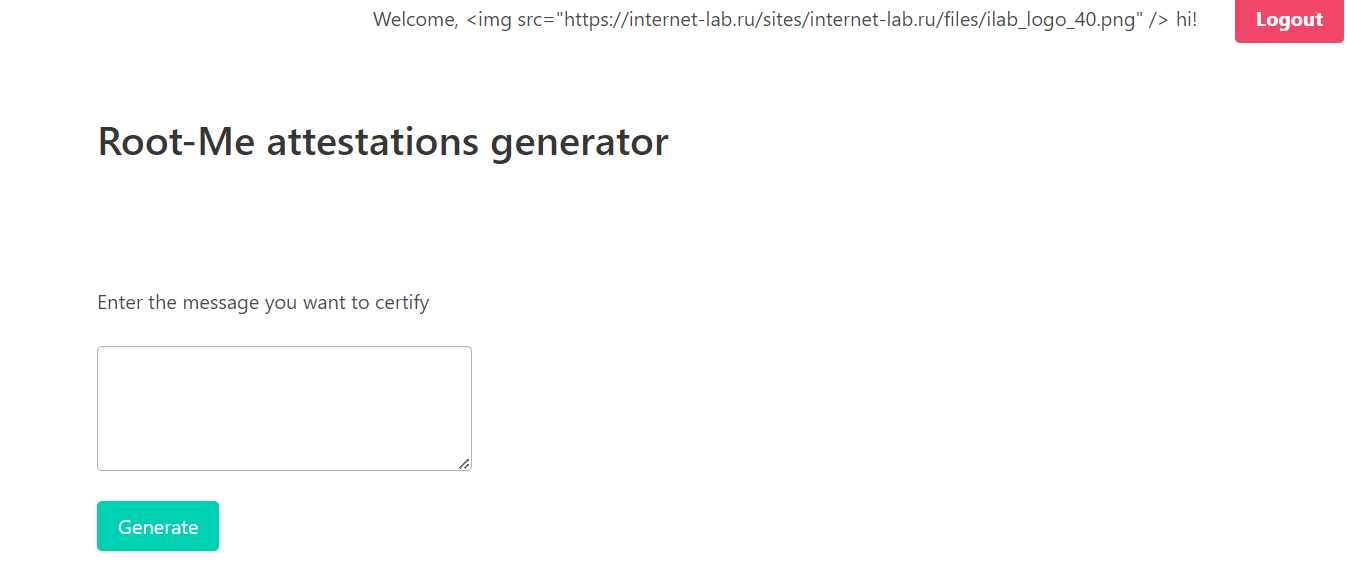 Welcome, <img src="https://internet-lab.ru/sites/internet-lab.ru/files/ilab_logo_40.png" /> hi!
Logout
Root-Me attestations generator
Enter the message you want to certify
Generate